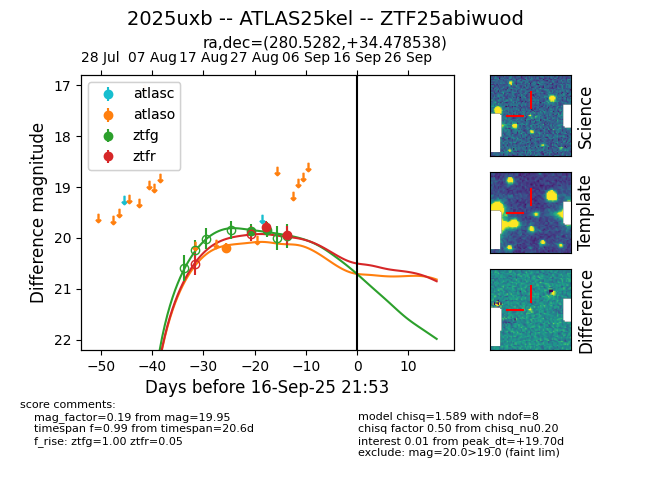 2025uxb -- ATLAS25kel -- ZTF25abiwuod
ra,dec=(280.5282,+34.478538)
28 Jul 07 Aug 17 Aug 27 Aug 06 Sep 16 Sep 26 Sep
17
18
19
20
21
22
Difference magnitude
atlasc
atlaso
ztfg
ztfr
−50 −40 −30 −20 −10 0 10
Days before 16-Sep-25 21:53
Science
Template
Difference
score comments:
mag_factor=0.19 from mag=19.95
timespan f=0.99 from timespan=20.6d
f_rise: ztfg=1.00 ztfr=0.05
model chisq=1.589 with ndof=8
chisq factor 0.50 from chisq_nu0.20
interest 0.01 from peak_dt=+19.70d
exclude: mag=20.0>19.0 (faint lim)